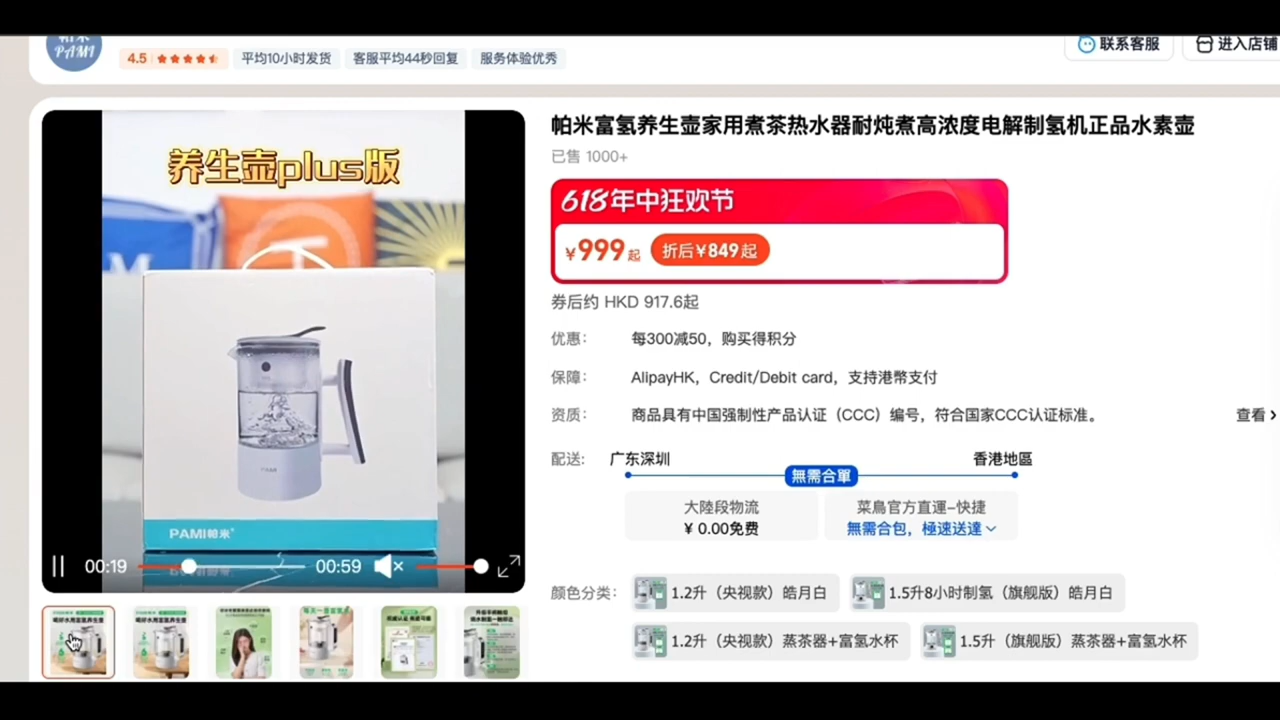 帕米
PAMI
4.5
平均10小时发货
客服平均44秒回复
服务体验优秀
联系客服
进入店铺
养生壶plus版
PAMI帕米
00:19
00:59
帕米富氢养生壶家用煮茶热水器耐炖煮高浓度电解制氢机正品水素壶
已售 1000+
618年中狂欢节
¥999起
折后¥849起
券后约 HKD 917.6起
优惠：
每300减50，购买得积分
保障：
AlipayHK，Credit/Debit card，支持港幣支付
资质：
商品具有中国强制性产品认证（CCC）编号，符合国家CCC认证标准。
查看
配送：
广东深圳
香港地區
無需合單
大陸段物流
¥ 0.00免费
菜鳥官方直運-快捷
無需合包，極速送達
颜色分类：
1.2升（央视款）皓月白
1.5升8小时制氢（旗舰版）皓月白
1.2升（央视款）蒸茶器+富氢水杯
1.5升（旗舰版）蒸茶器+富氢水杯